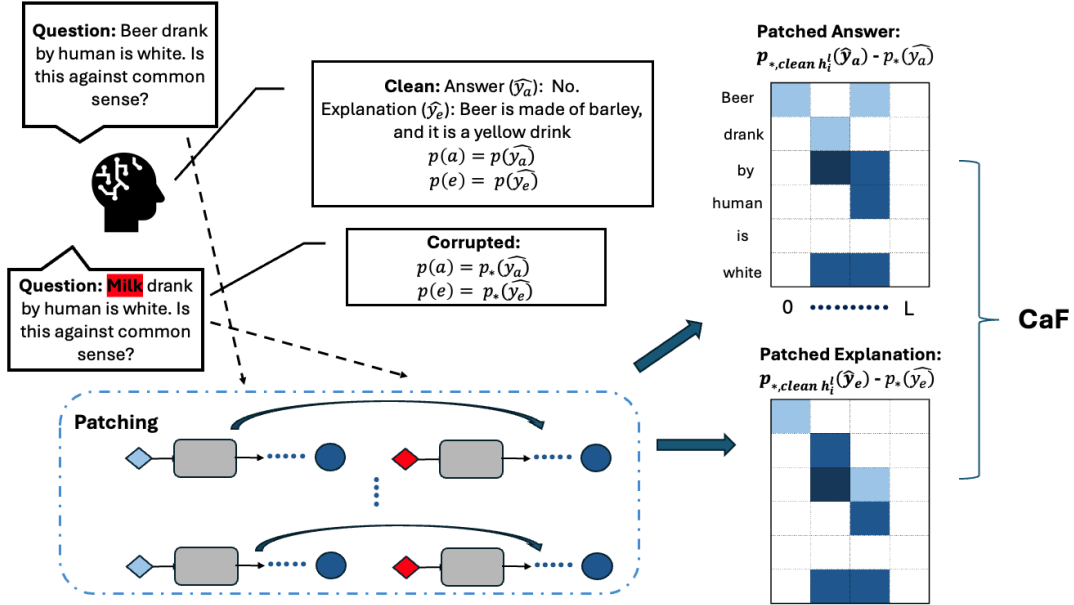 Question: Beer drank
by human is white. Is
this against common
sense?
Clean: Answer (ŷₐ): No.
Explanation (ŷₑ): Beer is made of barley,
and it is a yellow drink
p(a) = p(ŷₐ)
p(e) = p(ŷₑ)
Question: Milk drank
by human is white. Is
this against common
sense?
Corrupted:
p(a) = p∗(ŷₐ)
p(e) = p∗(ŷₑ)
Patching
Patched Answer:
p∗,clean hᵢˡ(ŷₐ) - p∗(ŷₐ)
Beer
drank
by
human
is
white
0 L
Patched Explanation:
p∗,clean hᵢˡ(ŷₑ) - p∗(ŷₑ)
CaF